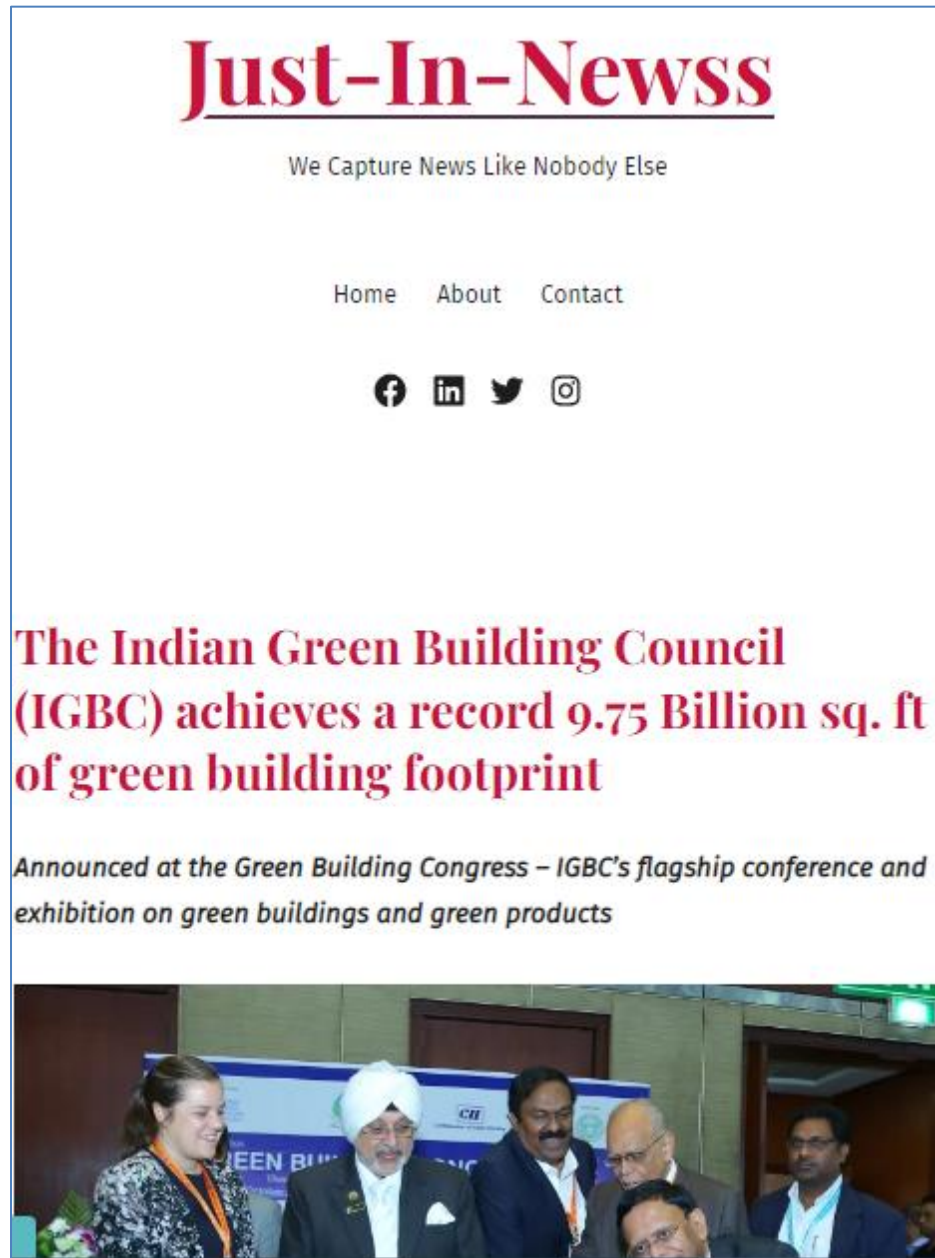 Just-In-Newss
We Capture News Like Nobody Else
Home About Contact
The Indian Green Building Council
(IGBC) achieves a record 9.75 Billion sq. ft
of green building footprint
Announced at the Green Building Congress – IGBC’s flagship conference and
exhibition on green buildings and green products
CII